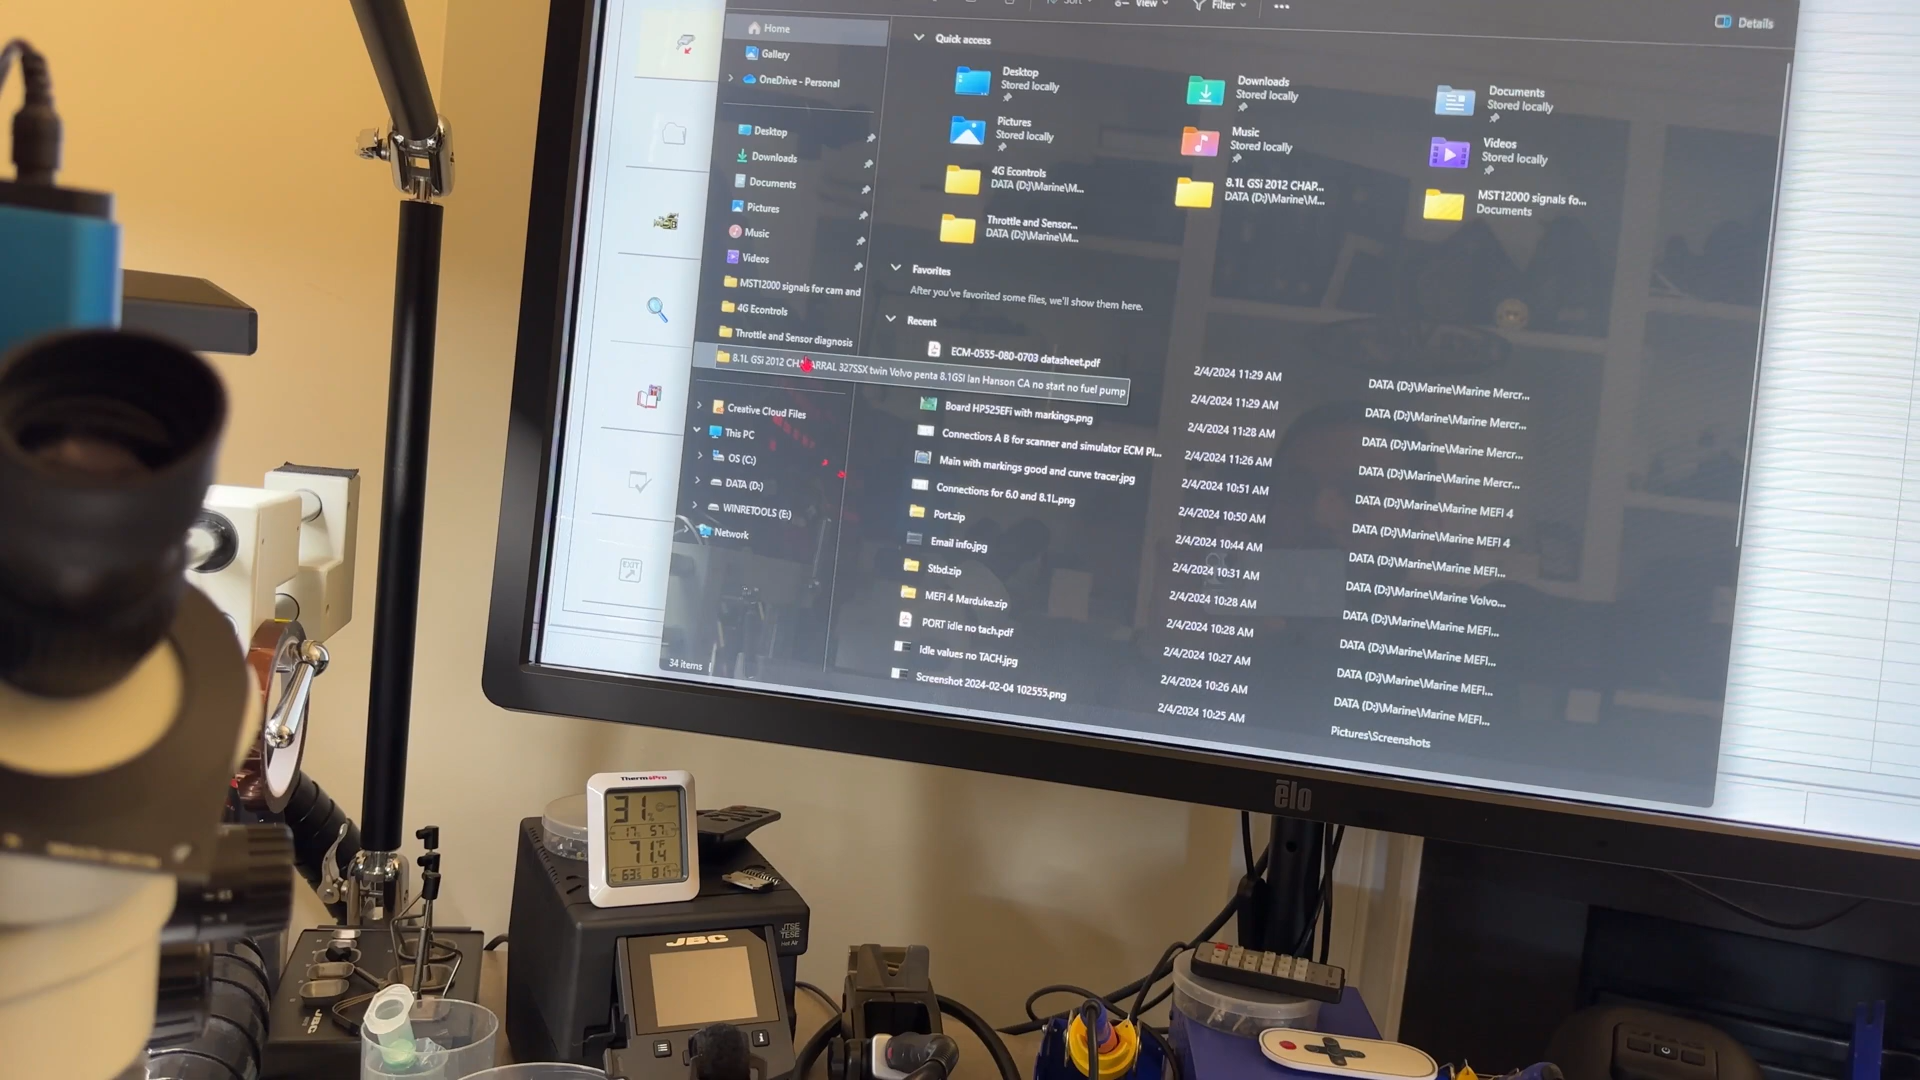 View
Filter
Details
Home
Gallery
OneDrive - Personal
Desktop
Downloads
Documents
Pictures
Music
Videos
MST12000 signals for cam and
4G Econtrols
Throttle and Sensor diagnosis
8.1L GSi 2012 CHAPARRAL 327SSX twin Volvo penta 8.1GSI Ian Hanson CA no start no fuel pump
Creative Cloud Files
This PC
OS (C:)
DATA (D:)
WINRETOOLS (E:)
Network
34 items
Quick access
Desktop
Stored locally
Downloads
Stored locally
Documents
Stored locally
Pictures
Stored locally
Music
Stored locally
Videos
Stored locally
4G Econtrols
DATA (D:)\Marine\M...
8.1L GSi 2012 CHAP...
DATA (D:)\Marine\M...
MST12000 signals fo...
Documents
Throttle and Sensor...
DATA (D:)\Marine\M...
Favorites
After you've favorited some files, we'll show them here.
Recent
ECM-0555-080-0703 datasheet.pdf
2/4/2024 11:29 AM
DATA (D:)\Marine\Marine Mercr...
2/4/2024 11:29 AM
DATA (D:)\Marine\Marine Mercr...
Board HP525EFi with markings.png
2/4/2024 11:28 AM
DATA (D:)\Marine\Marine Mercr...
Connections A B for scanner and simulator ECM Pl...
2/4/2024 11:26 AM
DATA (D:)\Marine\Marine Mercr...
Main with markings good and curve tracer.jpg
2/4/2024 10:51 AM
DATA (D:)\Marine\Marine MEFI 4
Connections for 6.0 and 8.1L.png
2/4/2024 10:50 AM
DATA (D:)\Marine\Marine MEFI 4
Port.zip
2/4/2024 10:44 AM
DATA (D:)\Marine\Marine MEFI...
Email info.jpg
2/4/2024 10:31 AM
DATA (D:)\Marine\Marine Volvo...
Stbd.zip
2/4/2024 10:28 AM
DATA (D:)\Marine\Marine MEFI...
MEFI 4 Marduke.zip
2/4/2024 10:28 AM
DATA (D:)\Marine\Marine MEFI...
PORT idle no tach.pdf
2/4/2024 10:27 AM
DATA (D:)\Marine\Marine MEFI...
Idle values no TACH.jpg
2/4/2024 10:26 AM
DATA (D:)\Marine\Marine MEFI...
Screenshot 2024-02-04 102555.png
2/4/2024 10:25 AM
Pictures\Screenshots
EXIT
elo
ThermoPro
31%
17% 57%
71.4°F
JTSE
TESE
Hot Air
JBC
JBC